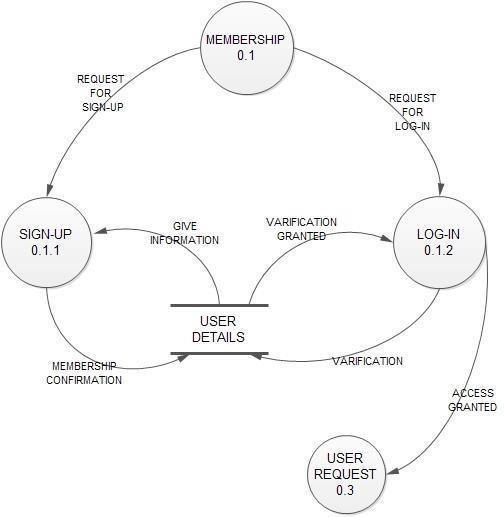 MEMBERSHIP
0.1
REQUEST
FOR
SIGN-UP
REQUEST
FOR
LOG-IN
SIGN-UP
0.1.1
GIVE
INFORMATION
VARIFICATION
GRANTED
LOG-IN
0.1.2
USER
DETAILS
MEMBERSHIP
CONFIRMATION
VARIFICATION
ACCESS
GRANTED
USER
REQUEST
0.3